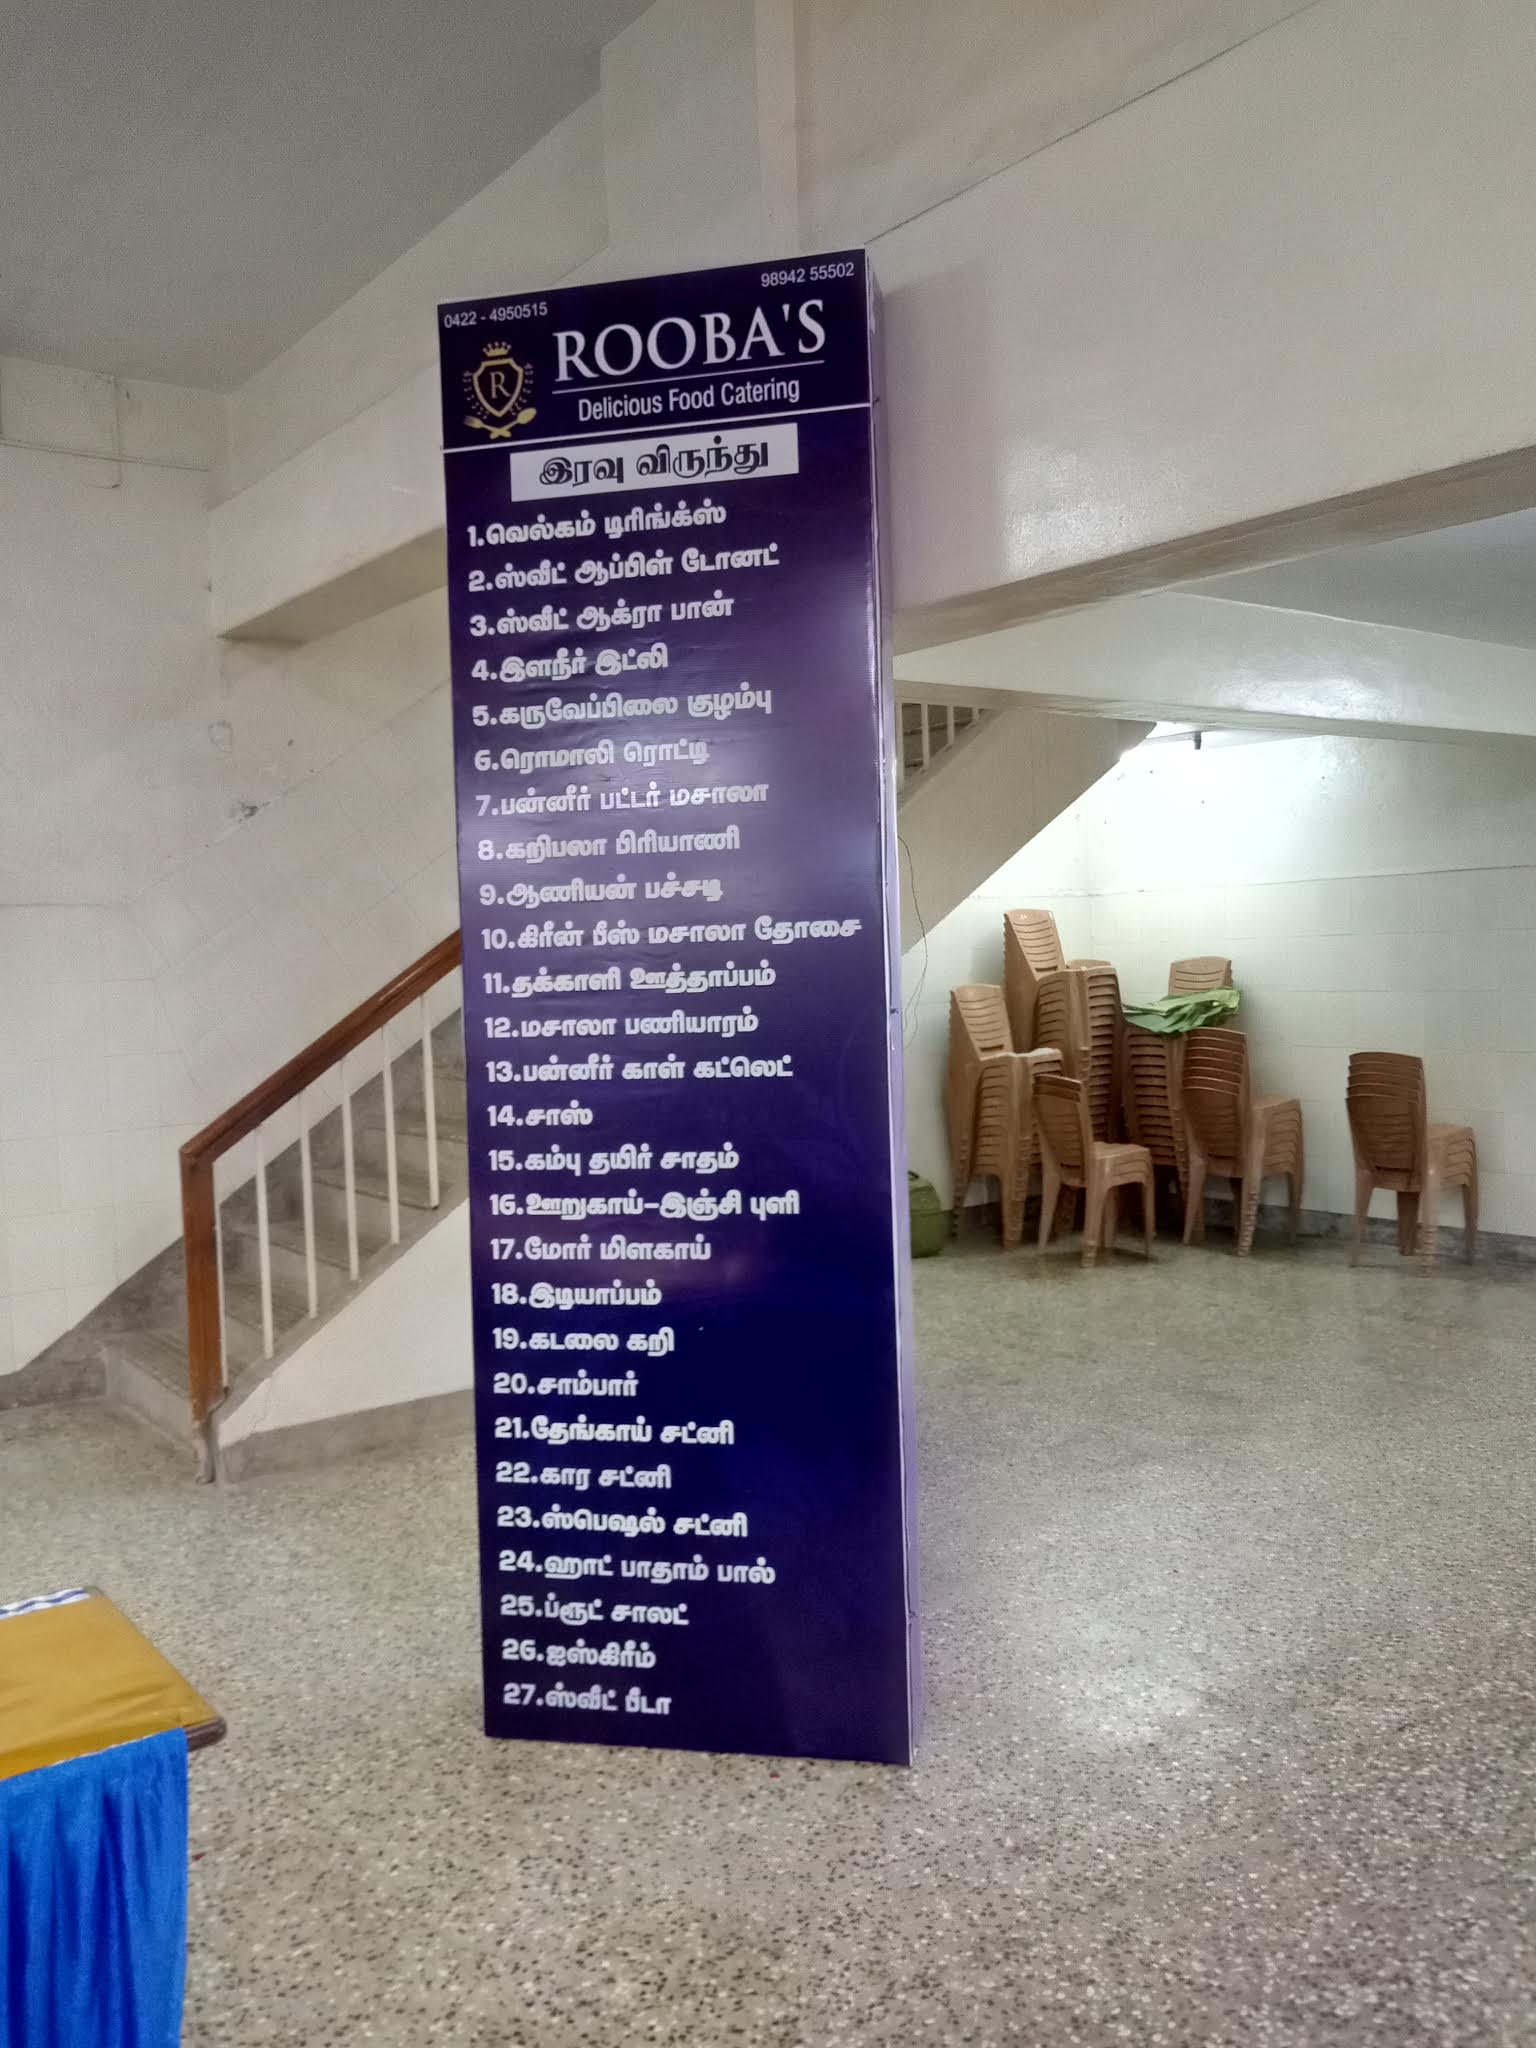 0422 - 4950515
98942 55502
R
ROOBA'S
Delicious Food Catering
இரவு விருந்து
1.வெல்கம் டிரிங்க்ஸ்
2.ஸ்வீட் ஆப்பிள் டோனட்
3.ஸ்வீட் ஆக்ரா பான்
4.இளநீர் இட்லி
5.கருவேப்பிலை குழம்பு
6.ரொமாலி ரொட்டி
7.பன்னீர் பட்டர் மசாலா
8.கறிபலா பிரியாணி
9.ஆணியன் பச்சடி
10.கிரீன் பீஸ் மசாலா தோசை
11.தக்காளி ஊத்தாப்பம்
12.மசாலா பணியாரம்
13.பன்னீர் காள் கட்லெட்
14.சாஸ்
15.கம்பு தயிர் சாதம்
16.ஊறுகாய்-இஞ்சி புளி
17.மோர் மிளகாய்
18.இடியாப்பம்
19.கடலை கறி
20.சாம்பார்
21.தேங்காய் சட்னி
22.கார சட்னி
23.ஸ்பெஷல் சட்னி
24.ஹாட் பாதாம் பால்
25.ப்ரூட் சாலட்
26.ஐஸ்கிரீம்
27.ஸ்வீட் பீடா